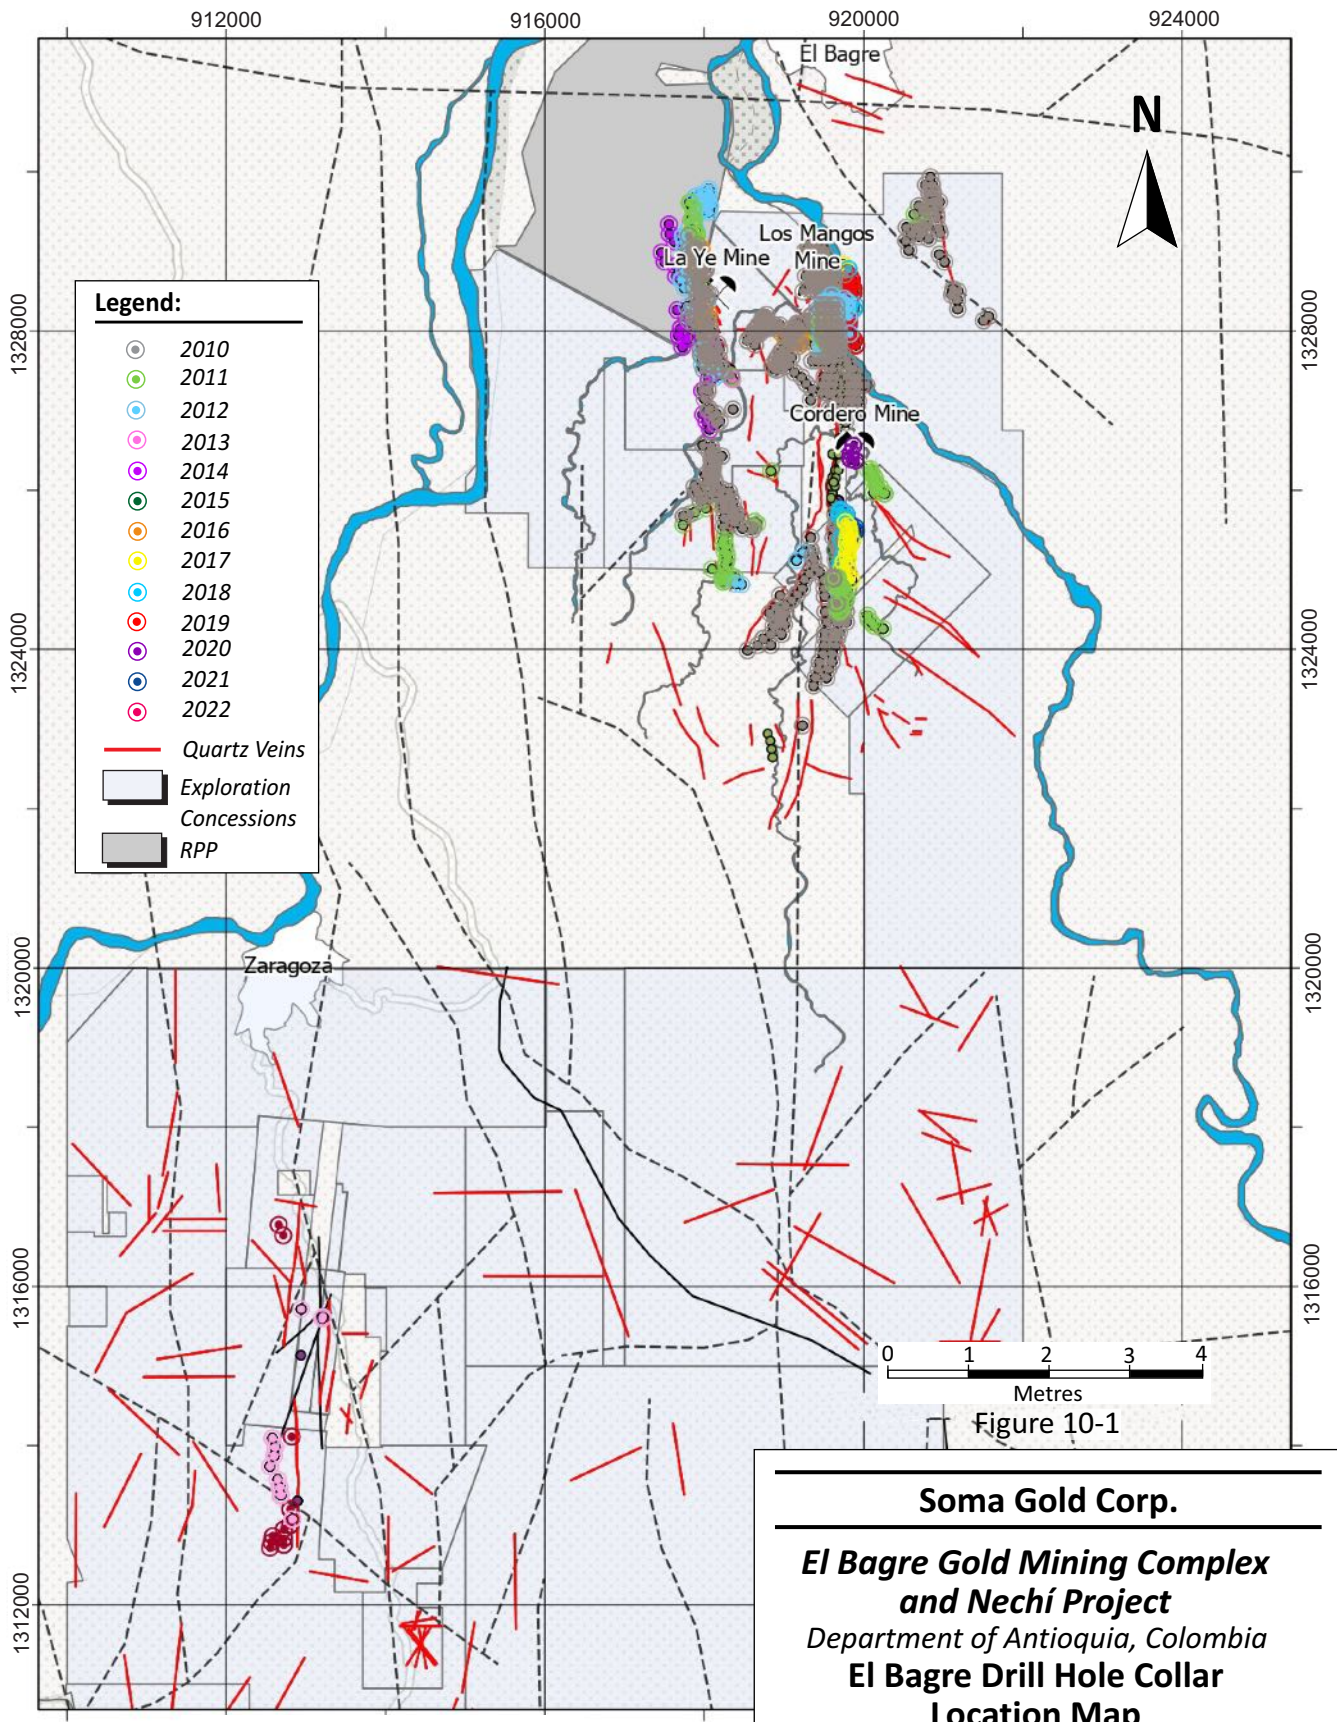 912000
916000
920000
924000
El Bagre
N
Los Mangos
Mine
La Ye Mine
1328000
1328000
Legend:
2010
2011
2012
2013
2014
2015
2016
2017
2018
2019
2020
2021
2022
Quartz Veins
Exploration
Concessions
RPP
Cordero Mine
1324000
1324000
Zaragoza
1320000
1320000
1316000
1316000
0 1 2 3 4
Metres
Figure 10-1
1312000
Soma Gold Corp.
El Bagre Gold Mining Complex
and Nechí Project
Department of Antioquia, Colombia
El Bagre Drill Hole Collar
Location Map